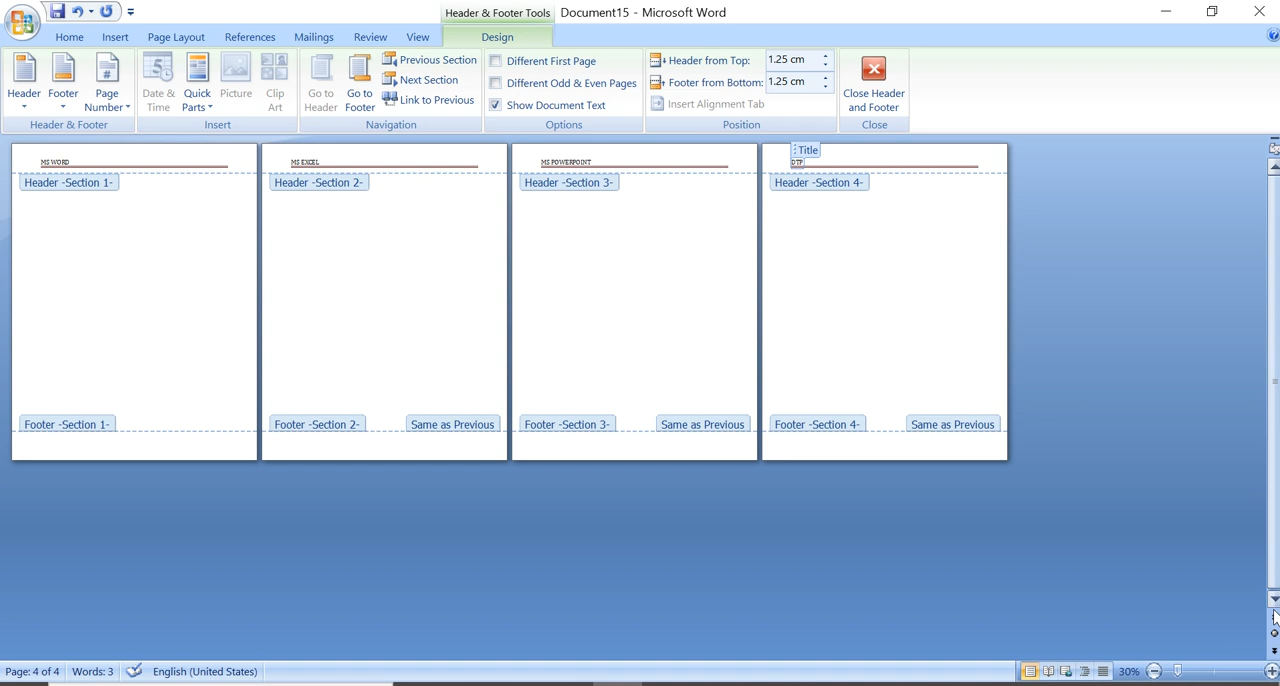 Header & Footer Tools
Document15 - Microsoft Word
Home
Insert
Page Layout
References
Mailings
Review
View
Design
Header
Footer
Page
Number
Header & Footer
Date &
Time
Quick
Parts
Picture
Clip
Art
Insert
Go to
Header
Go to
Footer
Previous Section
Next Section
Link to Previous
Navigation
Different First Page
Different Odd & Even Pages
Show Document Text
Options
Header from Top:
1.25 cm
Footer from Bottom:
1.25 cm
Insert Alignment Tab
Position
Close Header
and Footer
Close
MS WORD
Header -Section 1-
Footer -Section 1-
MS EXCEL
Header -Section 2-
Footer -Section 2-
Same as Previous
MS POWERPOINT
Header -Section 3-
Footer -Section 3-
Same as Previous
Title
DTP
Header -Section 4-
Footer -Section 4-
Same as Previous
Page: 4 of 4
Words: 3
English (United States)
30%